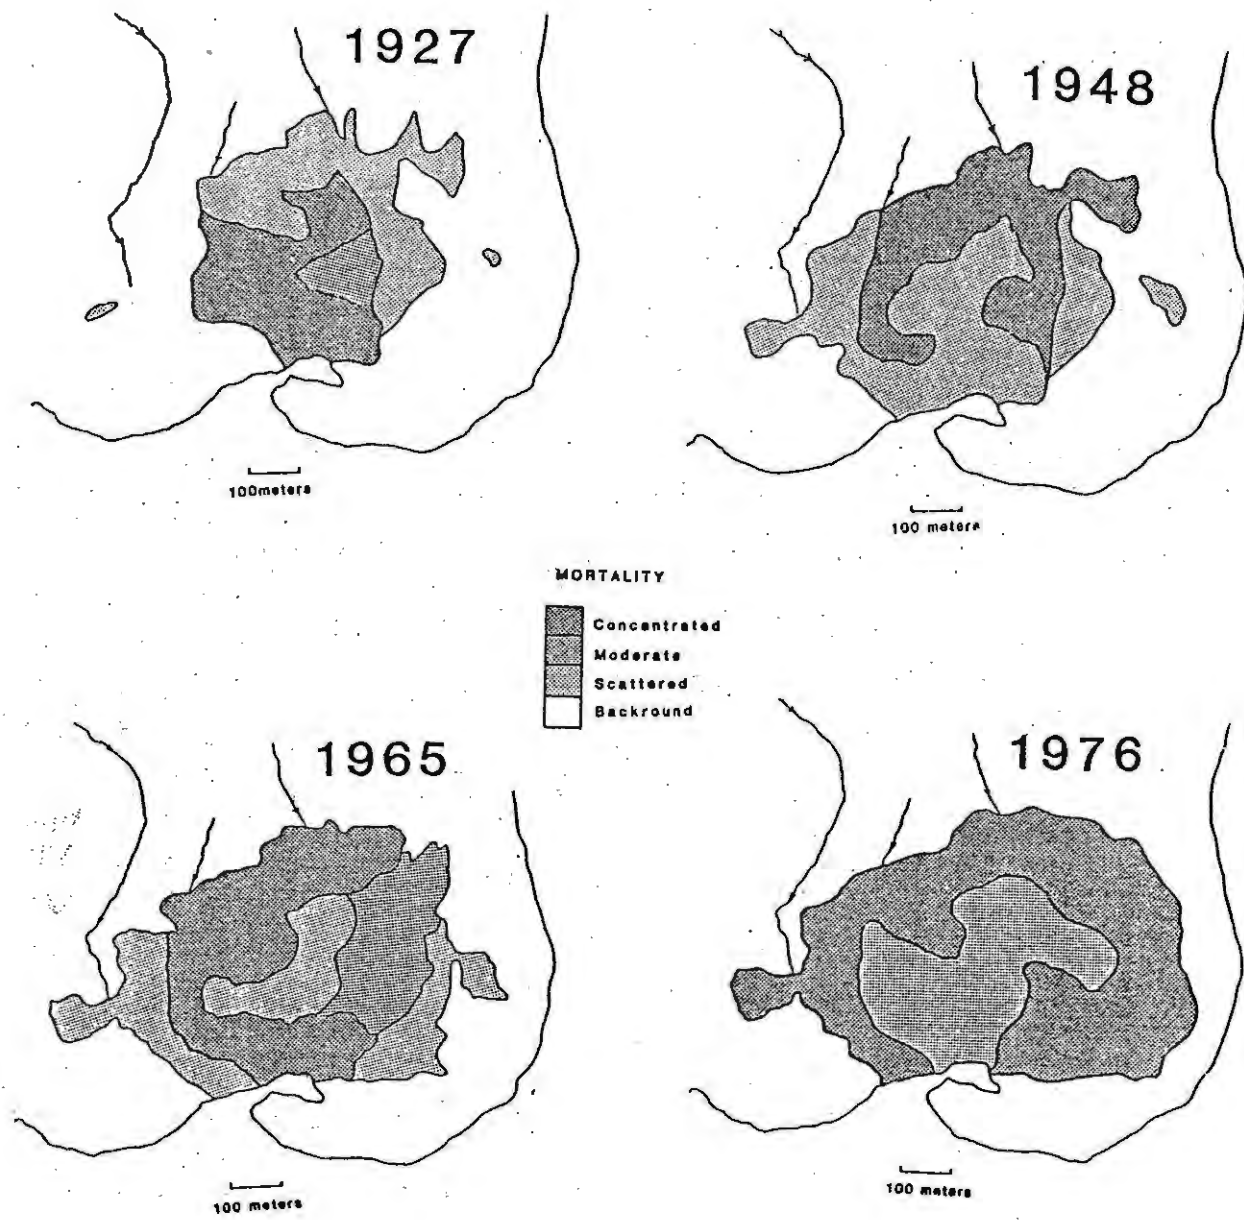 1927
1948
100meters
100 meters
MORTALITY
Concentrated
Moderate
Scattered
Backround
1965
1976
100 meters
100 meters